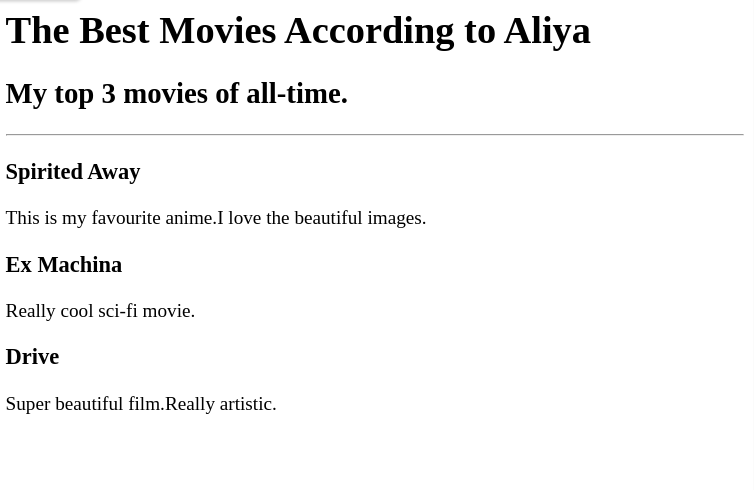 The Best Movies According to Aliya
My top 3 movies of all-time.
Spirited Away
This is my favourite anime.I love the beautiful images.
Ex Machina
Really cool sci-fi movie.
Drive
Super beautiful film.Really artistic.